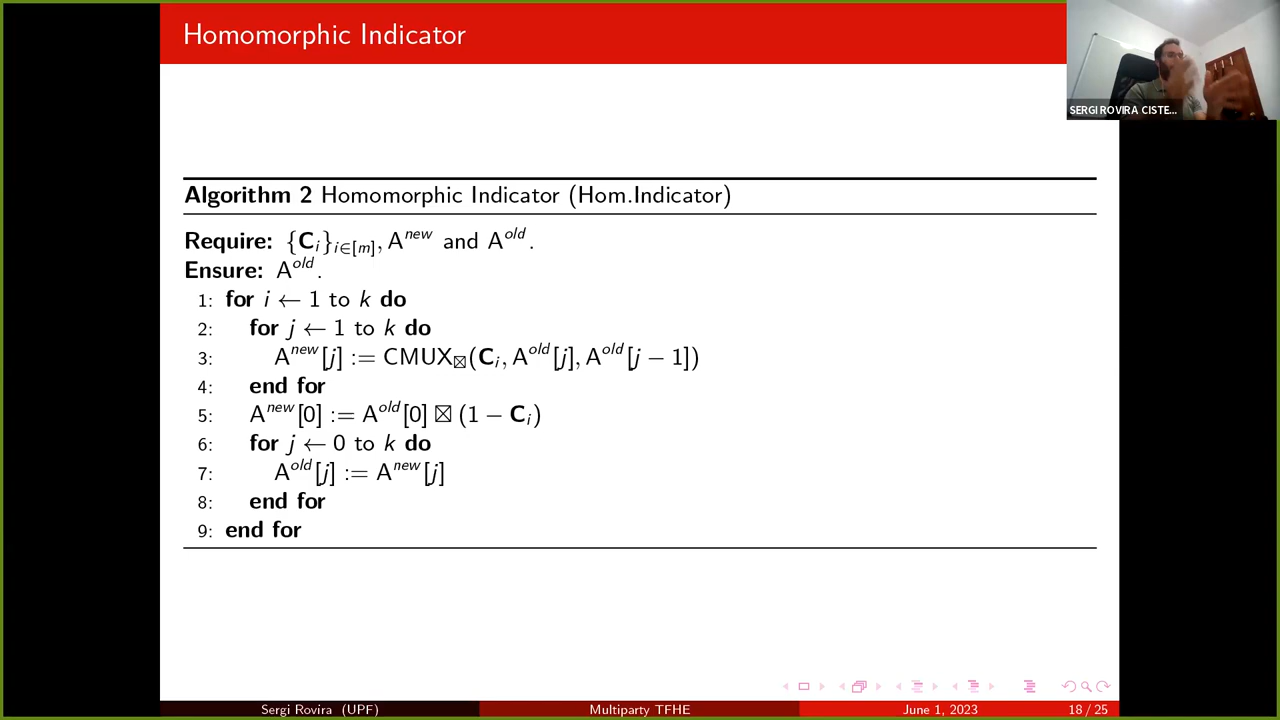 Homomorphic Indicator
SERGI ROVIRA CISTE...
Algorithm 2 Homomorphic Indicator (Hom.Indicator)
Require: {C_i}_{i∈[m]}, A^{new} and A^{old}.
Ensure: A^{old}.
1: for i ← 1 to k do
2: for j ← 1 to k do
3: A^{new}[j] := CMUX_⊠(C_i, A^{old}[j], A^{old}[j − 1])
4: end for
5: A^{new}[0] := A^{old}[0] ⊠ (1 − C_i)
6: for j ← 0 to k do
7: A^{old}[j] := A^{new}[j]
8: end for
9: end for
Sergi Rovira (UPF) Multiparty TFHE June 1, 2023 18 / 25